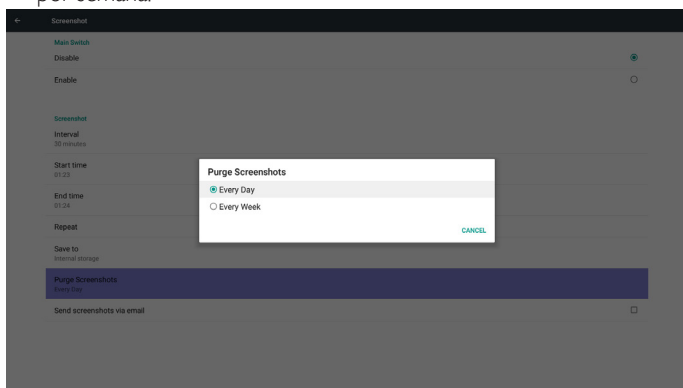 por semana.
Screenshot
Main Switch
Disable
Enable
Screenshot
Interval
30 minutes
Start time
01:23
End time
01:24
Repeat
Save to
Internal storage
Purge Screenshots
Every Day
Send screenshots via email
Purge Screenshots
Every Day
Every Week
CANCEL